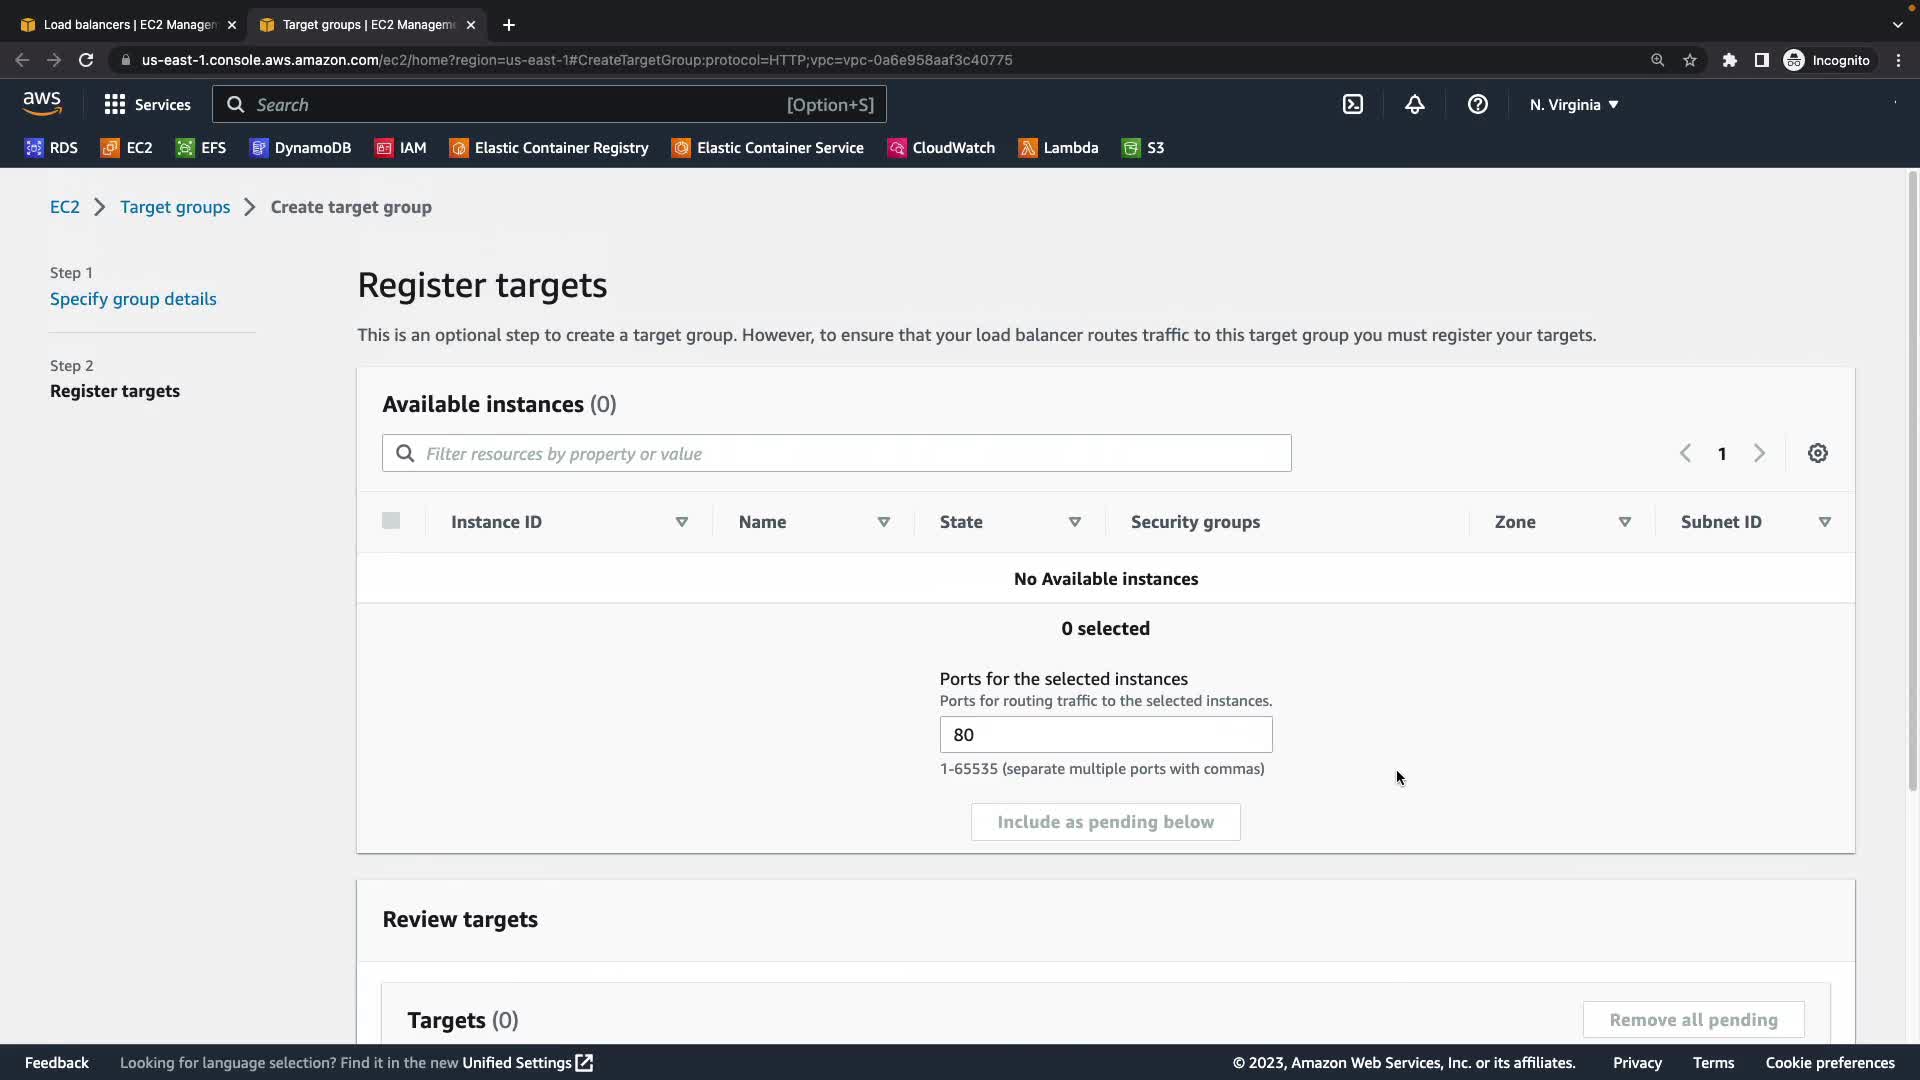 Load balancers | EC2 Managem
Target groups | EC2 Managem
us-east-1.console.aws.amazon.com/ec2/home?region=us-east-1#CreateTargetGroup:protocol=HTTP;vpc=vpc-0a6e958aaf3c40775
Incognito
aws
Services
Search
[Option+S]
N. Virginia
RDS
EC2
EFS
DynamoDB
IAM
Elastic Container Registry
Elastic Container Service
CloudWatch
Lambda
S3
EC2
Target groups
Create target group
Step 1
Specify group details
Step 2
Register targets
Register targets
This is an optional step to create a target group. However, to ensure that your load balancer routes traffic to this target group you must register your targets.
Available instances (0)
Filter resources by property or value
1
Instance ID
Name
State
Security groups
Zone
Subnet ID
No Available instances
0 selected
Ports for the selected instances
Ports for routing traffic to the selected instances.
80
1-65535 (separate multiple ports with commas)
Include as pending below
Review targets
Targets (0)
Remove all pending
Feedback
Looking for language selection? Find it in the new Unified Settings
© 2023, Amazon Web Services, Inc. or its affiliates.
Privacy
Terms
Cookie preferences